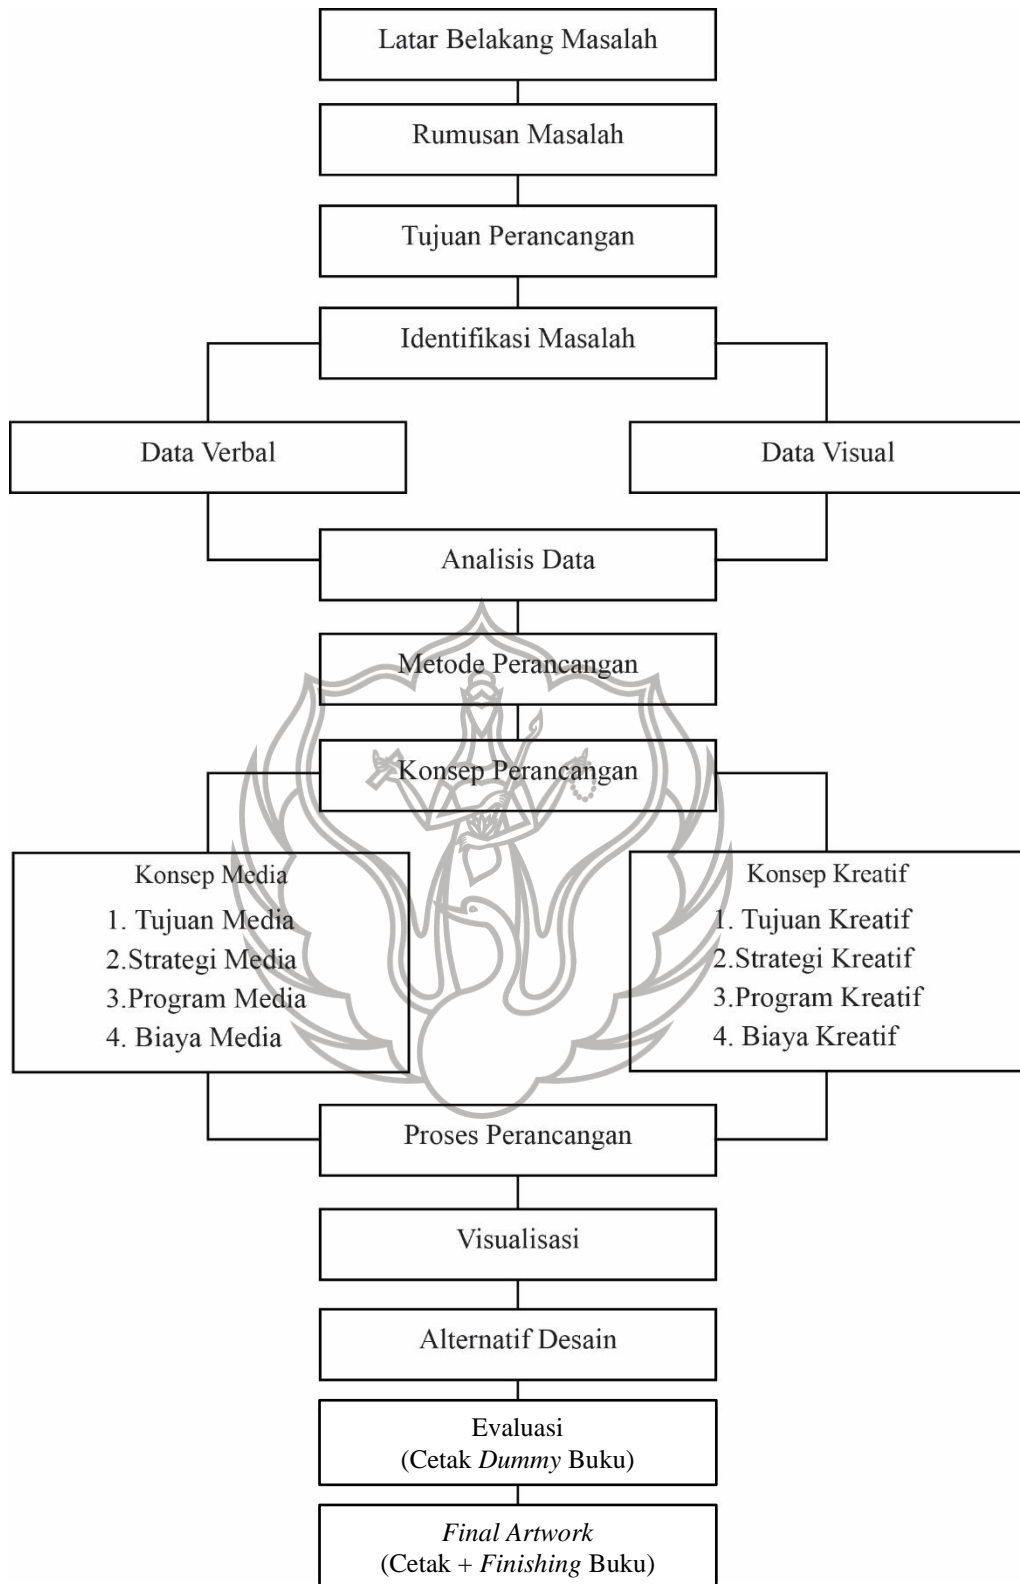 Latar Belakang Masalah
Rumusan Masalah
Tujuan Perancangan
Identifikasi Masalah
Data Verbal
Data Visual
Analisis Data
Metode Perancangan
Konsep Perancangan
Konsep Media
1. Tujuan Media
2.Strategi Media
3.Program Media
4. Biaya Media
Konsep Kreatif
1. Tujuan Kreatif
2.Strategi Kreatif
3.Program Kreatif
4. Biaya Kreatif
Proses Perancangan
Visualisasi
Alternatif Desain
Evaluasi
(Cetak Dummy Buku)
Final Artwork
(Cetak + Finishing Buku)